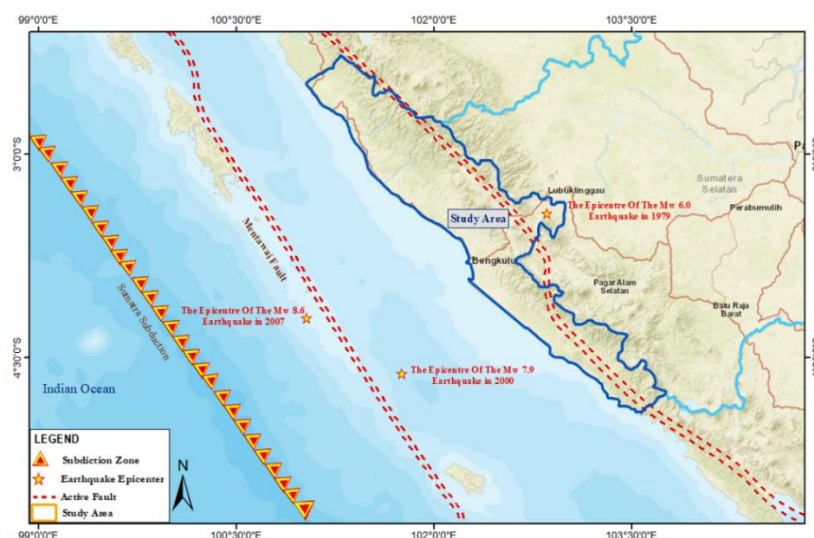 99°0'0"E
100°30'0"E
102°0'0"E
103°30'0"E
3°0'0"S
Lubuklinggau
Sumatera
Selatan
The Epicentre Of The Mw 6.0
Earthquake in 1979
Perabumulih
Study Area
Mentawai Fault
Bengkulu
Pagar Alam
Selatan
Batu Raja
Barat
The Epicentre Of The Mw 8.6
Earthquake in 2007
Sumatra Subduction
4°30'0"S
The Epicentre Of The Mw 7.9
Earthquake in 2000
Indian Ocean
LEGEND
Subdiction Zone
Earthquake Epicenter
Active Fault
Study Area
N
99°0'0"E
100°30'0"E
102°0'0"E
103°30'0"E